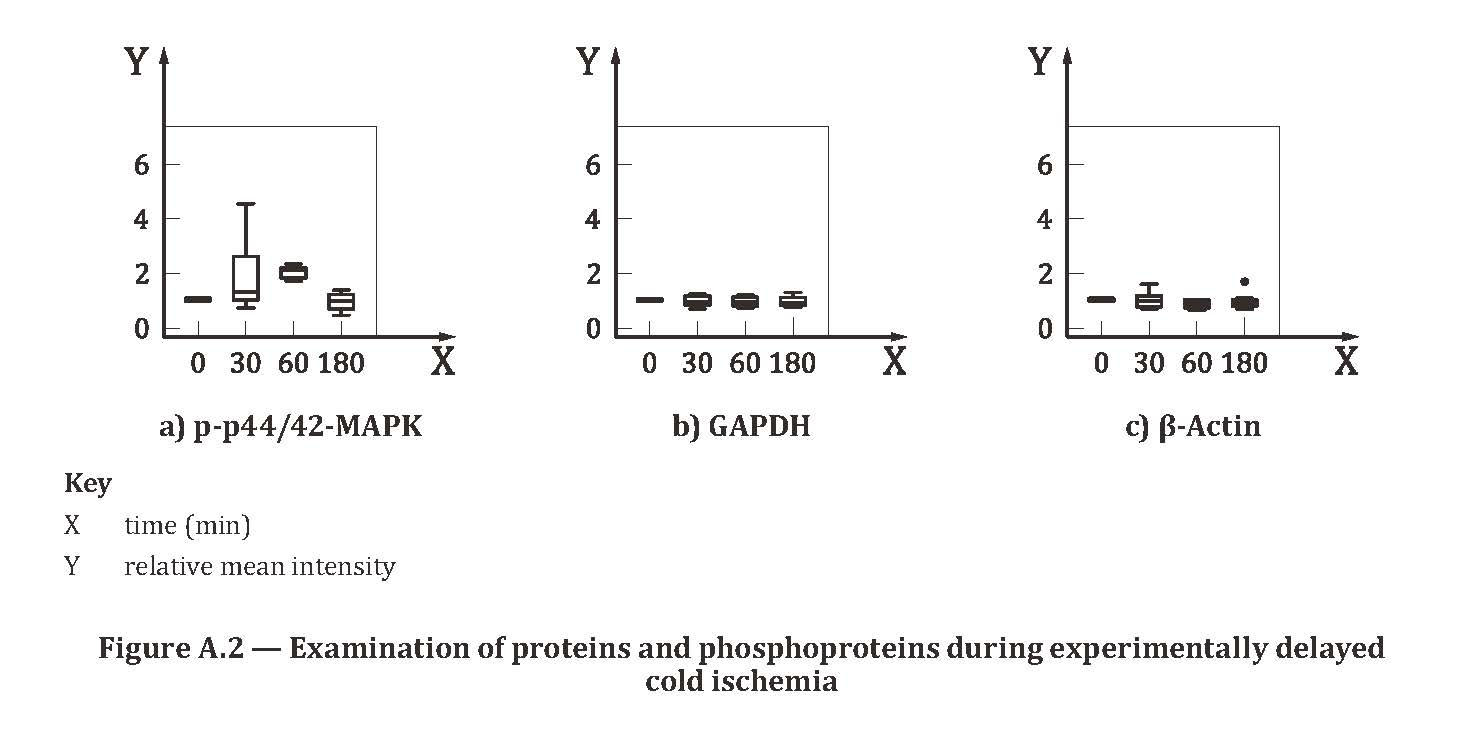 Y Y Y
6 6 6
4 4 4
2 2 2
0 0 0
0 30 60 180 X 0 30 60 180 X 0 30 60 180 X
a) p-p44/42-MAPK b) GAPDH c) β-Actin
Key
X time (min)
Y relative mean intensity
Figure A.2 — Examination of proteins and phosphoproteins during experimentally delayed
cold ischemia